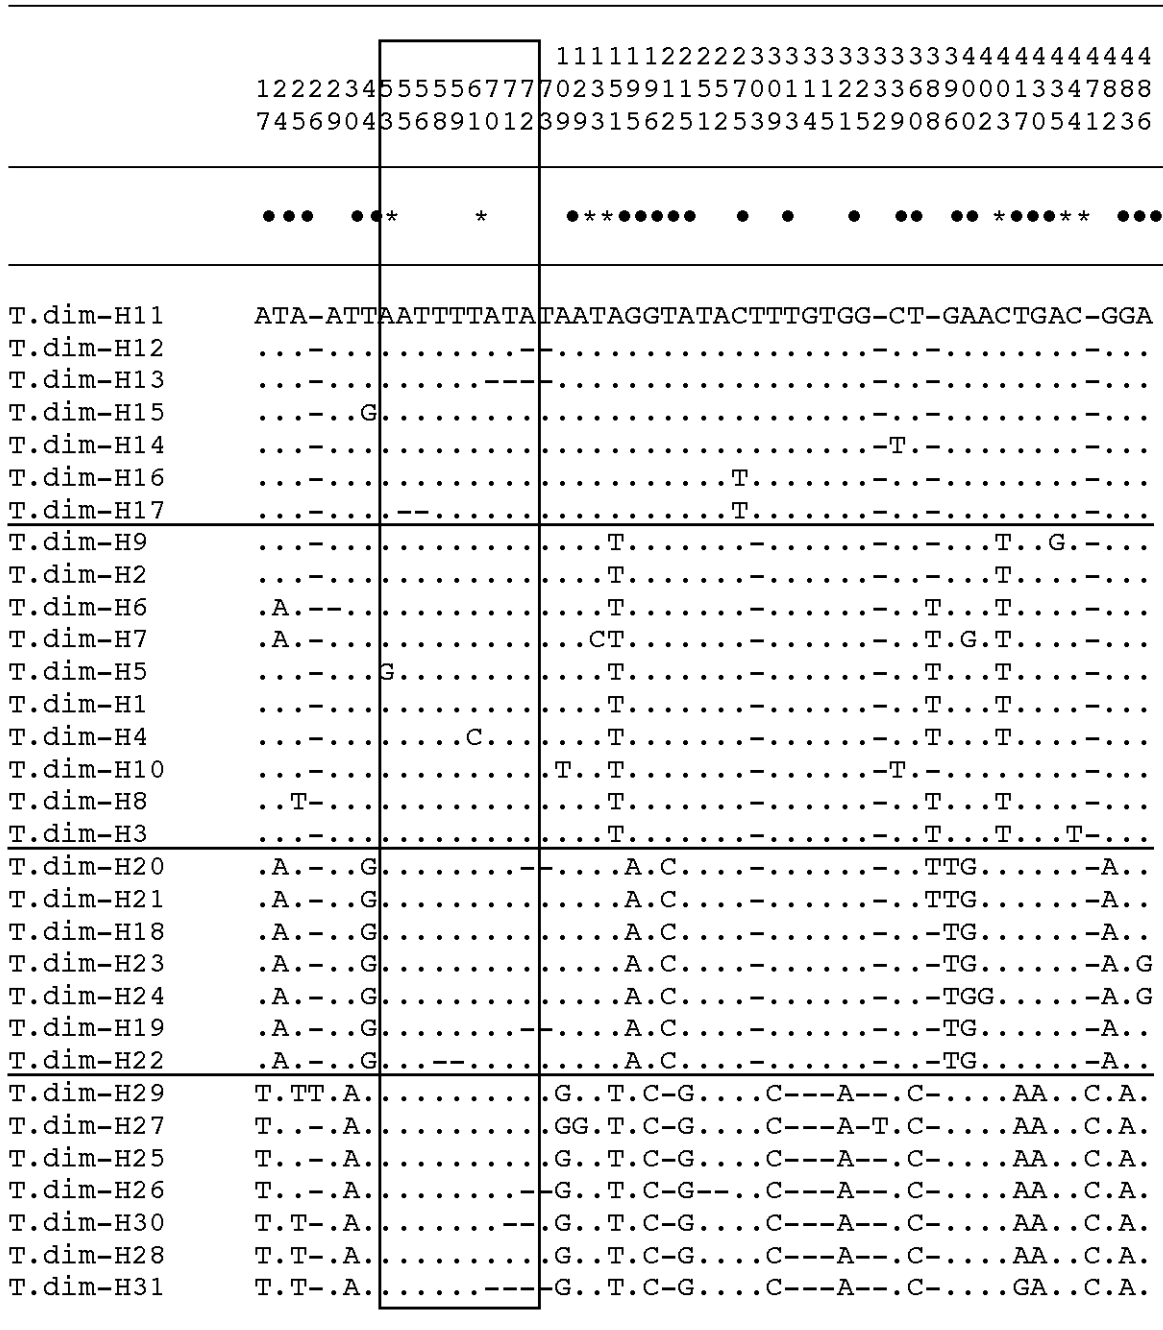 1111112222233333333333344444444444
122223455555677770235991155700111223368900013347888
745690435689101239931562512539345152908602370541236
●●● ●●* * ●**●●●●● ● ● ● ●● ●● *●●●** ●●●
T.dim-H11 ATA-ATTAATTTTATATAATAGGTATACTTTGTGG-CT-GAACTGAC-GGA
T.dim-H12 ...-...........--..................-..-........-...
T.dim-H13 ...-.........----..................-..-........-...
T.dim-H15 ...-..G............................-..-........-...
T.dim-H14 ...-...............................-T.-........-...
T.dim-H16 ...-.......................T.......-..-........-...
T.dim-H17 ...-....--.................T.......-..-........-...
T.dim-H9 ...-................T.......-......-..-...T..G.-...
T.dim-H2 ...-................T.......-......-..-...T....-...
T.dim-H6 .A.--...............T.......-......-..T...T....-...
T.dim-H7 .A.-...............CT.......-......-..T.G.T....-...
T.dim-H5 ...-...G............T.......-......-..T...T....-...
T.dim-H1 ...-................T.......-......-..T...T....-...
T.dim-H4 ...-........C.......T.......-......-..T...T....-...
T.dim-H10 ...-.............T..T.......-......-T.-........-...
T.dim-H8 ..T-................T.......-......-..T...T....-...
T.dim-H3 ...-................T.......-......-..T...T...T-...
T.dim-H20 .A.-..G........--....A.C...........-..TTG......-A..
T.dim-H21 .A.-..G..............A.C...........-..TTG......-A..
T.dim-H18 .A.-..G..............A.C....-......-..-TG......-A..
T.dim-H23 .A.-..G..............A.C....-......-..-TG......-A.G
T.dim-H24 .A.-..G..............A.C....-......-..-TGG.....-A.G
T.dim-H19 .A.-..G........--....A.C....-......-..-TG......-A..
T.dim-H22 .A.-..G...--.........A.C....-......-..-TG......-A..
T.dim-H29 T.TT.A...........G..T.C-G....C---A--.C-....AA..C.A.
T.dim-H27 T..-.A...........GG.T.C-G....C---A-T.C-....AA..C.A.
T.dim-H25 T..-.A...........G..T.C-G....C---A--.C-....AA..C.A.
T.dim-H26 T..-.A.........--G..T.C-G--..C---A--.C-....AA..C.A.
T.dim-H30 T.T-.A........--.G..T.C-G....C---A--.C-....AA..C.A.
T.dim-H28 T.T-.A...........G..T.C-G....C---A--.C-....AA..C.A.
T.dim-H31 T.T-.A.......----G..T.C-G....C---A--.C-....GA..C.A.